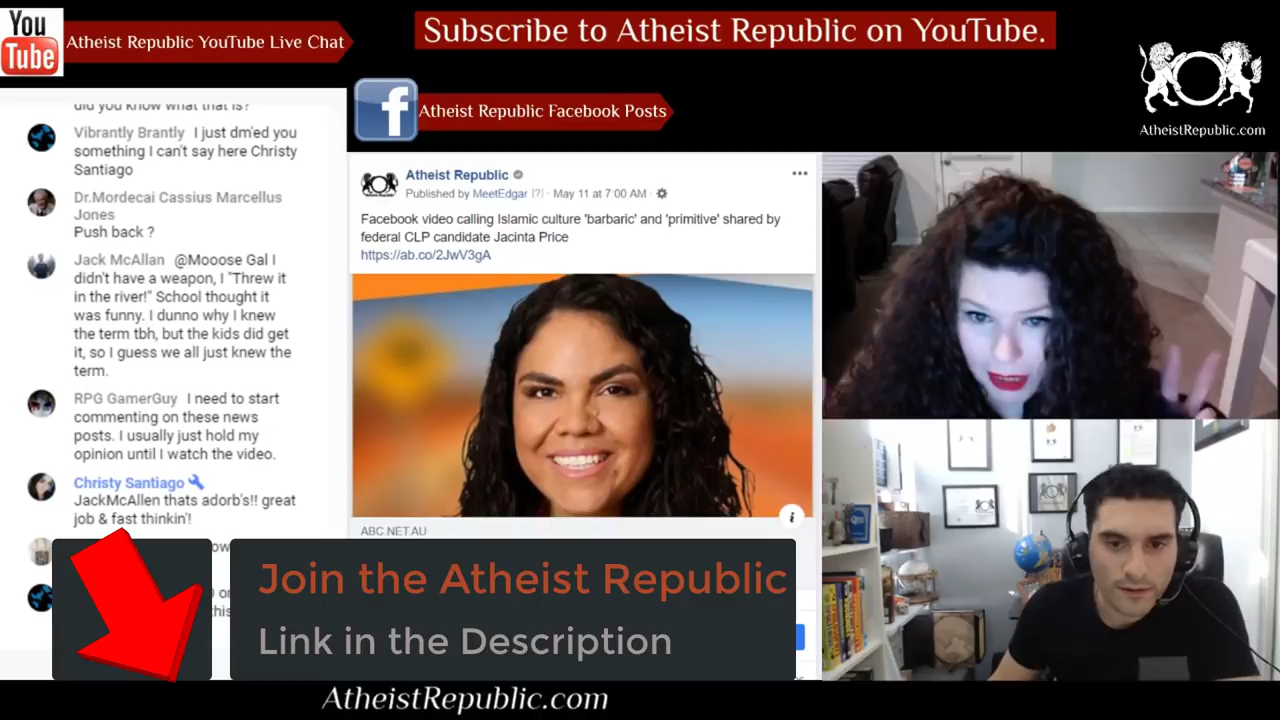 You
Tube
Atheist Republic YouTube Live Chat
Subscribe to Atheist Republic on YouTube.
AtheistRepublic.com
Atheist Republic Facebook Posts
did you know what that is?
Vibrantly Brantly I just dm'ed you
something I can't say here Christy
Santiago
Dr.Mordecai Cassius Marcellus
Jones
Push back ?
Jack McAllan @Mooose Gal I
didn't have a weapon, I "Threw it
in the river!" School thought it
was funny. I dunno why I knew
the term tbh, but the kids did get
it, so I guess we all just knew the
term.
RPG GamerGuy I need to start
commenting on these news
posts. I usually just hold my
opinion until I watch the video.
Christy Santiago
JackMcAllen thats adorb's!! great
job & fast thinkin'!
Atheist Republic
Published by MeetEdgar [?] · May 11 at 7:00 AM ·
Facebook video calling Islamic culture 'barbaric' and 'primitive' shared by
federal CLP candidate Jacinta Price
https://ab.co/2JwV3gA
ABC.NET.AU
Join the Atheist Republic
Link in the Description
AtheistRepublic.com